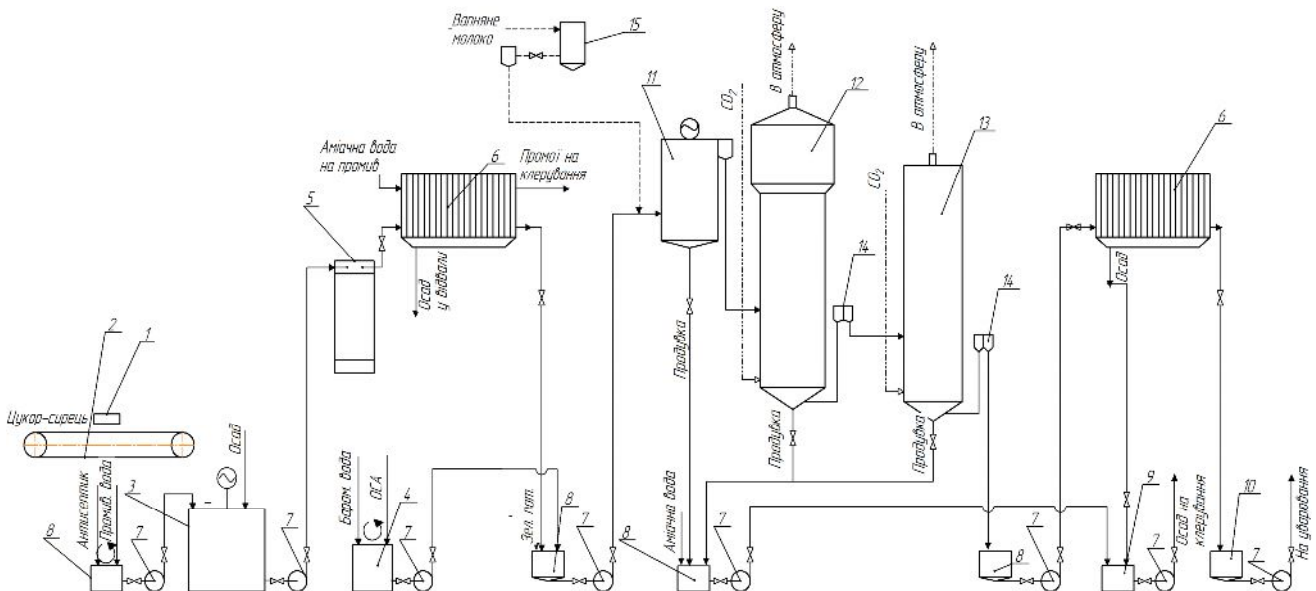 Вапняне
молоко
15
11
В атмосферу
12
В атмосферу
13
CO₂
CO₂
6
Аміачна вода
на промив
6
Промої на
клерування
5
Осад
у відвали
14
14
Осад
Продувка
Продувка
Продувка
2
1
Цукор-сирець
Осад
3
Антисептик
Промив. вода
8
7
7
Баром. вода
ОСА
4
7
Зел. пат.
8
7
Аміачна вода
8
7
8
7
9
7
Осад на
клерування
10
7
На уварювання